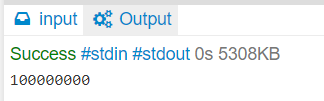 input Output
Success #stdin #stdout 0s 5308KB
100000000